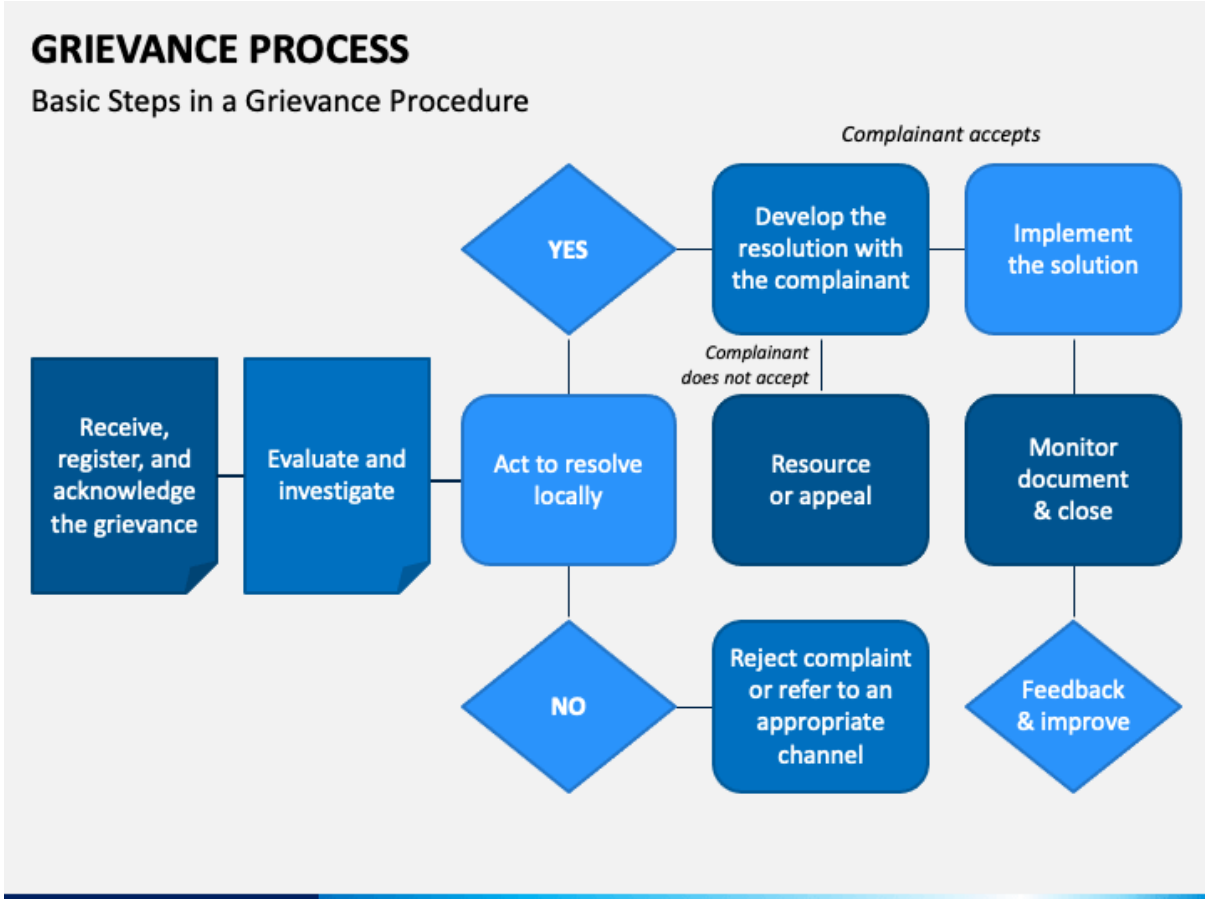 GRIEVANCE PROCESS
Basic Steps in a Grievance Procedure
Complainant accepts
YES
Develop the
resolution with
the complainant
Implement
the solution
Complainant
does not accept
Receive,
register, and
acknowledge
the grievance
Evaluate and
investigate
Act to resolve
locally
Resource
or appeal
Monitor
document
& close
NO
Reject complaint
or refer to an
appropriate
channel
Feedback
& improve